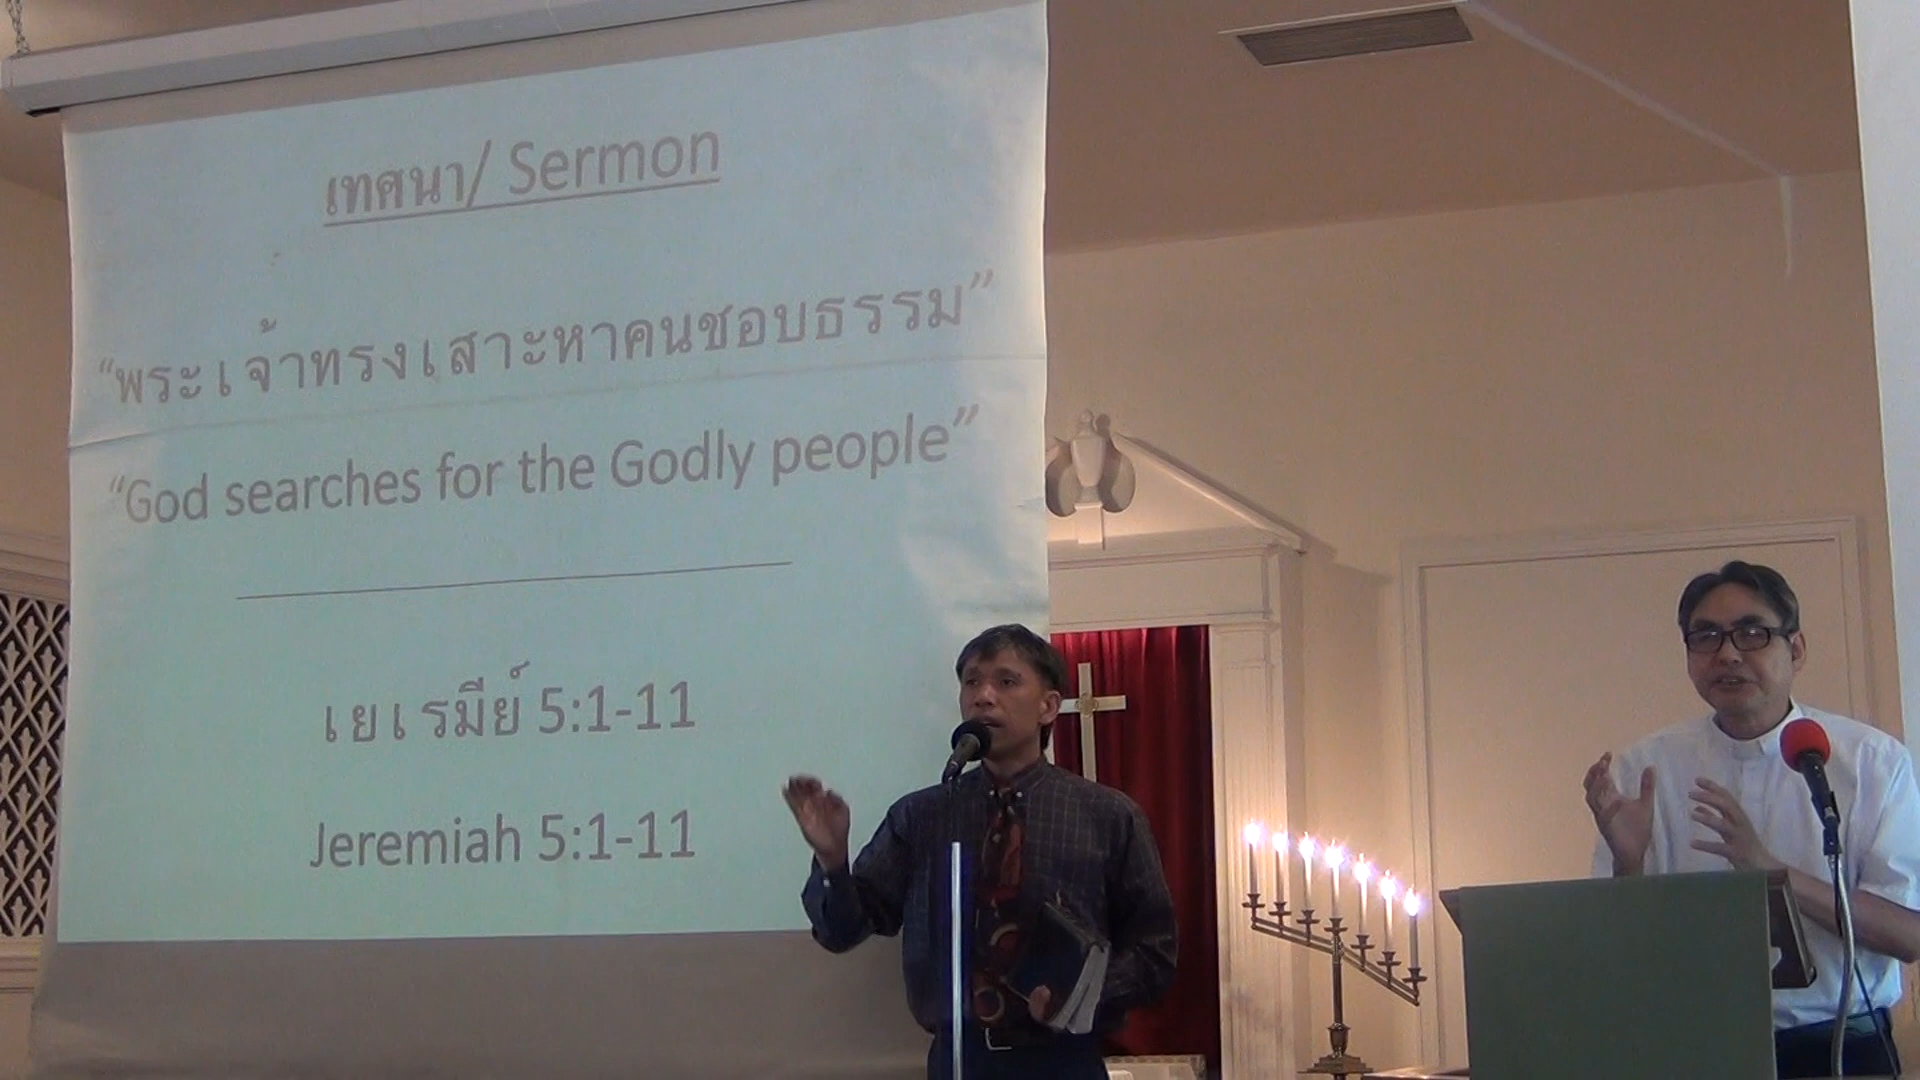 เทศนา/ Sermon
“พระเจ้าทรงเสาะหาคนชอบธรรม”
“God searches for the Godly people”
เยเรมีย์ 5:1-11
Jeremiah 5:1-11